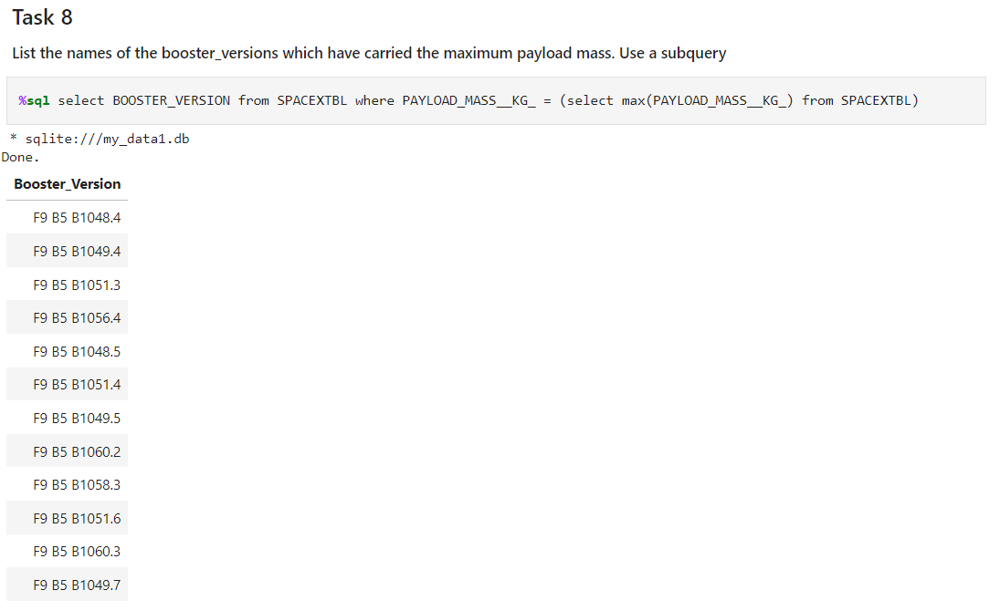 Task 8
List the names of the booster_versions which have carried the maximum payload mass. Use a subquery
%sql select BOOSTER_VERSION from SPACEXTBL where PAYLOAD_MASS__KG_ = (select max(PAYLOAD_MASS__KG_) from SPACEXTBL)
* sqlite:///my_data1.db
Done.
Booster_Version
F9 B5 B1048.4
F9 B5 B1049.4
F9 B5 B1051.3
F9 B5 B1056.4
F9 B5 B1048.5
F9 B5 B1051.4
F9 B5 B1049.5
F9 B5 B1060.2
F9 B5 B1058.3
F9 B5 B1051.6
F9 B5 B1060.3
F9 B5 B1049.7